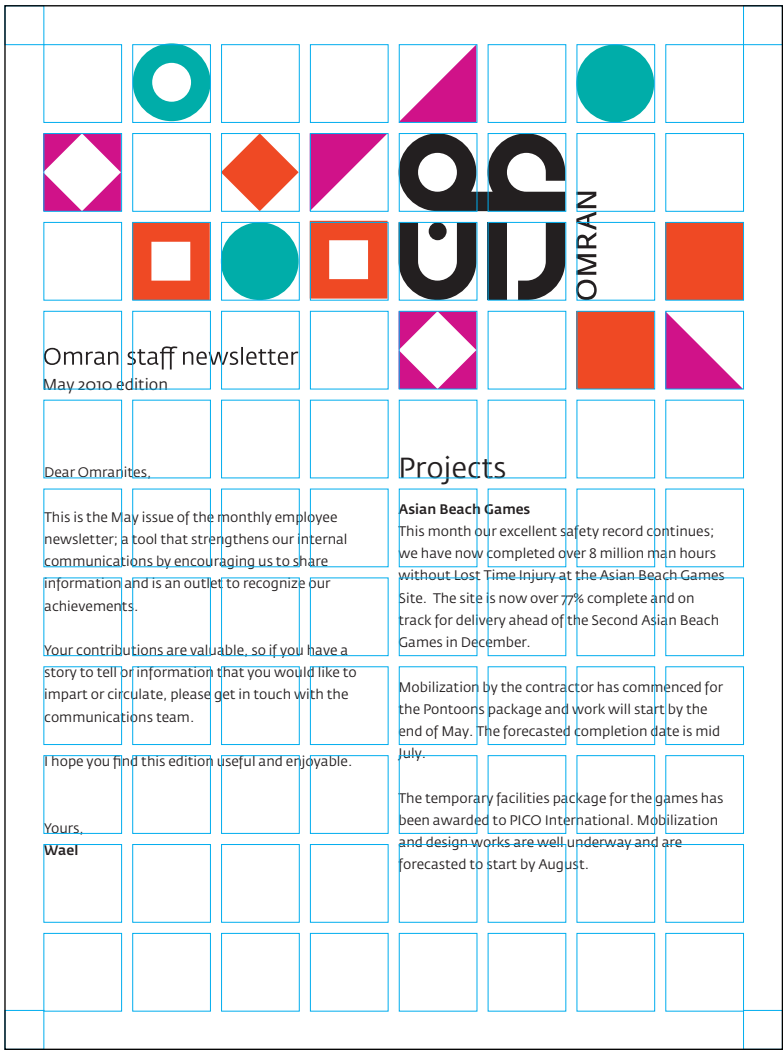 OMRAN
Omran staff newsletter
May 2010 edition
Dear Omranites,
This is the May issue of the monthly employee
newsletter; a tool that strengthens our internal
communications by encouraging us to share
information and is an outlet to recognize our
achievements.
Your contributions are valuable, so if you have a
story to tell or information that you would like to
impart or circulate, please get in touch with the
communications team.
I hope you find this edition useful and enjoyable.
Yours,
Wael
Projects
Asian Beach Games
This month our excellent safety record continues;
we have now completed over 8 million man hours
without Lost Time Injury at the Asian Beach Games
Site.  The site is now over 77% complete and on
track for delivery ahead of the Second Asian Beach
Games in December.
Mobilization by the contractor has commenced for
the Pontoons package and work will start by the
end of May. The forecasted completion date is mid
July.
The temporary facilities package for the games has
been awarded to PICO International. Mobilization
and design works are well underway and are
forecasted to start by August.